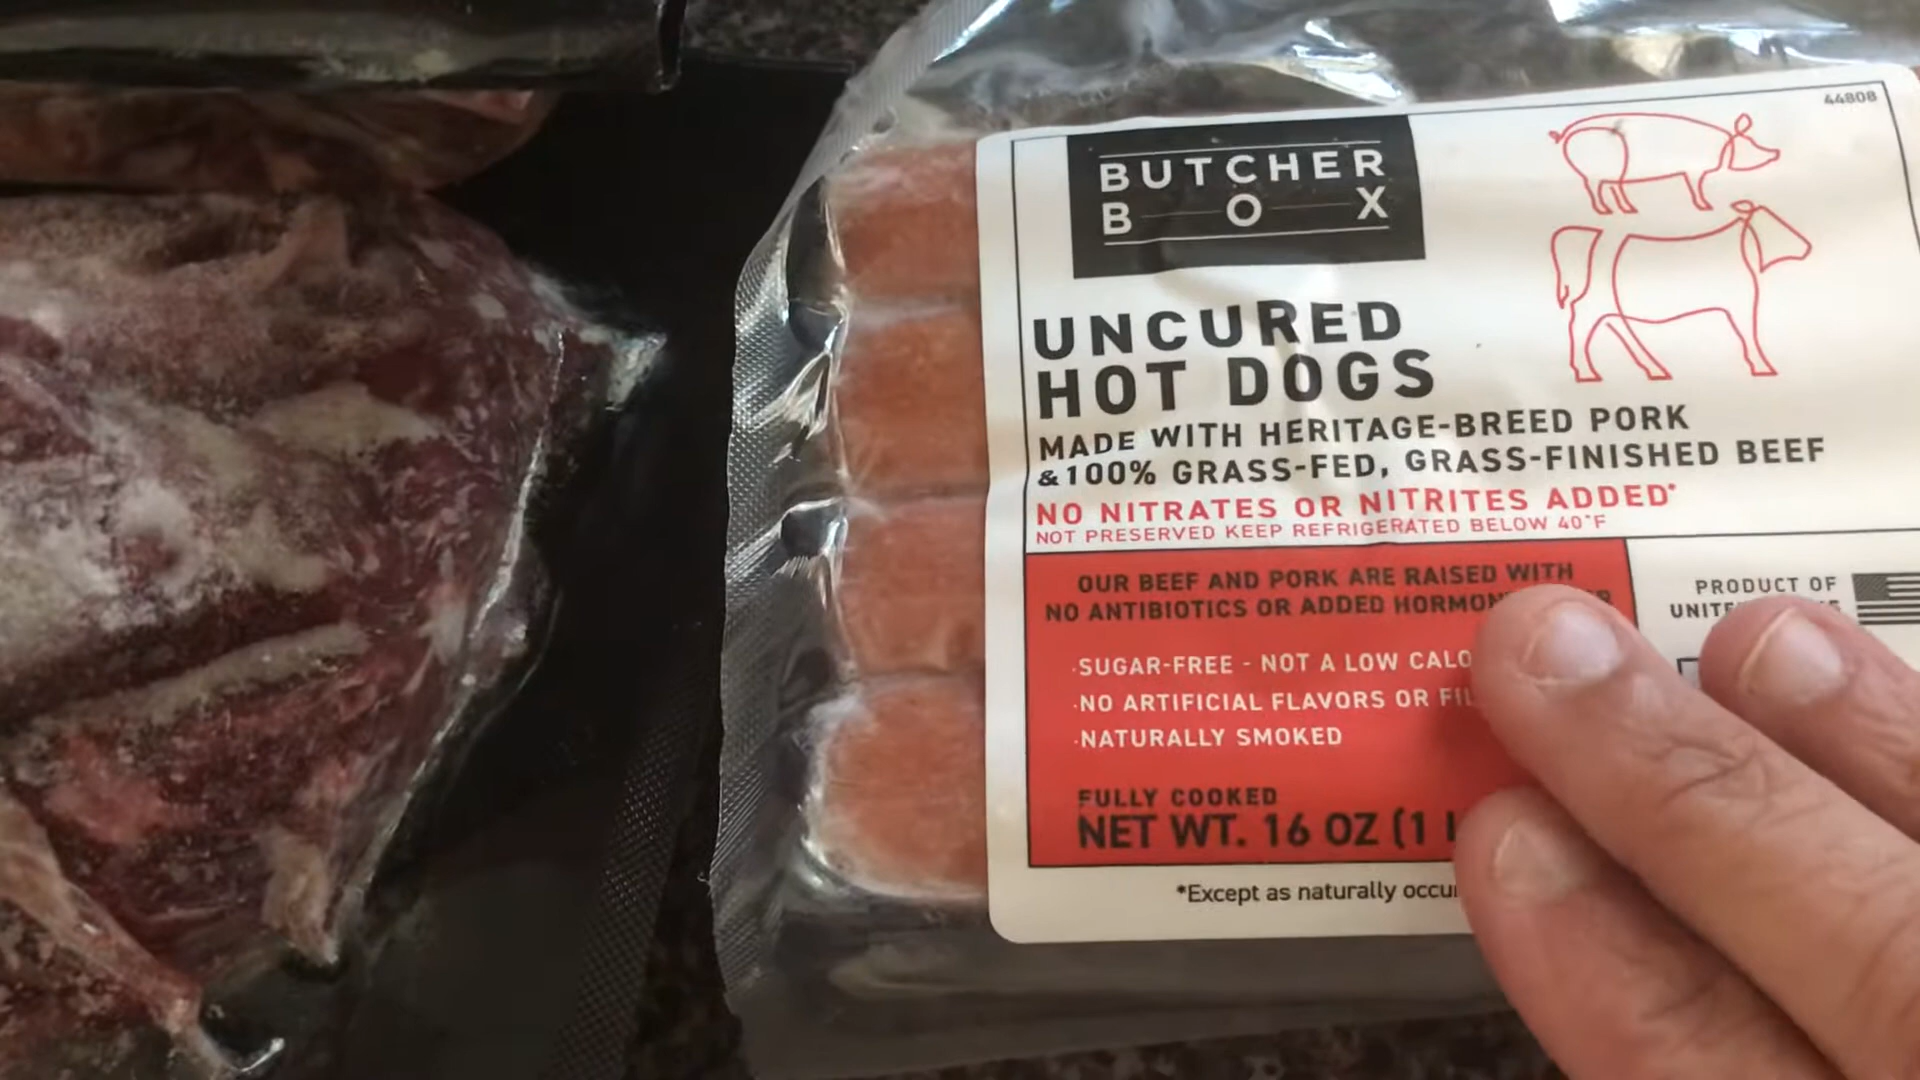 44808
BUTCHER
BOX
UNCURED
HOT DOGS
MADE WITH HERITAGE-BREED PORK
&100% GRASS-FED, GRASS-FINISHED BEEF
NO NITRATES OR NITRITES ADDED*
NOT PRESERVED KEEP REFRIGERATED BELOW 40°F
OUR BEEF AND PORK ARE RAISED WITH
NO ANTIBIOTICS OR ADDED
·SUGAR-FREE - NOT A LOW
·NO ARTIFICIAL FLAVORS OR
·NATURALLY SMOKED
FULLY COOKED
NET WT. 16 OZ (1
*Except as naturally
PRODUCT OF